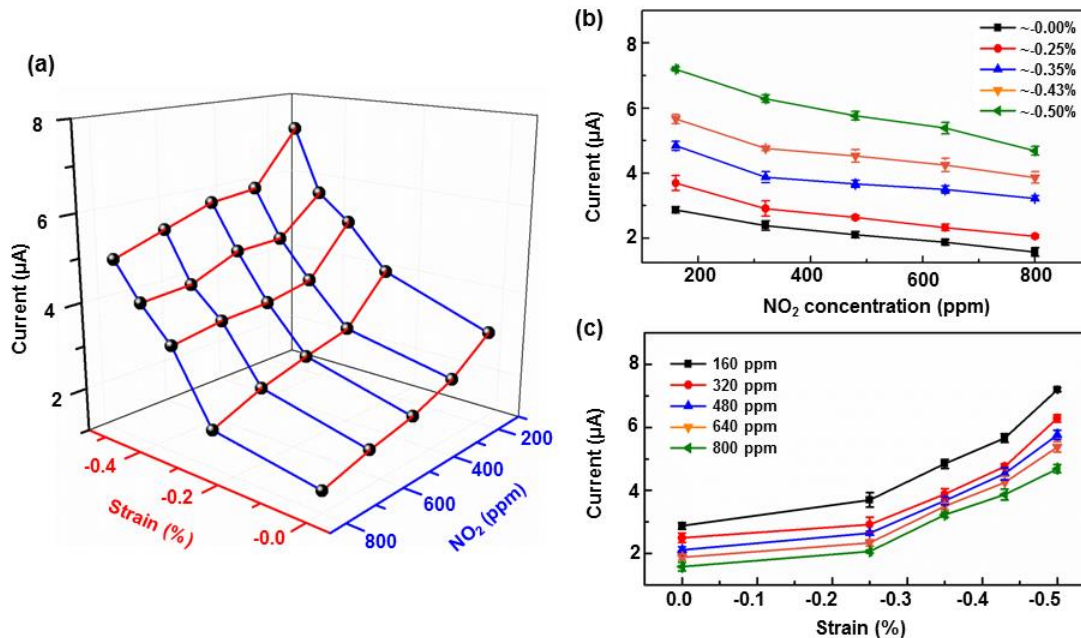 (a)
8
6
4
2
Current (μA)
-0.4
-0.2
-0.0
Strain (%)
200
400
600
800
NO₂ (ppm)
(b)
8
6
4
2
Current (μA)
~-0.00%
~-0.25%
~-0.35%
~-0.43%
~-0.50%
200 400 600 800
NO₂ concentration (ppm)
(c)
8
6
4
2
Current (μA)
160 ppm
320 ppm
480 ppm
640 ppm
800 ppm
0.0 -0.1 -0.2 -0.3 -0.4 -0.5
Strain (%)